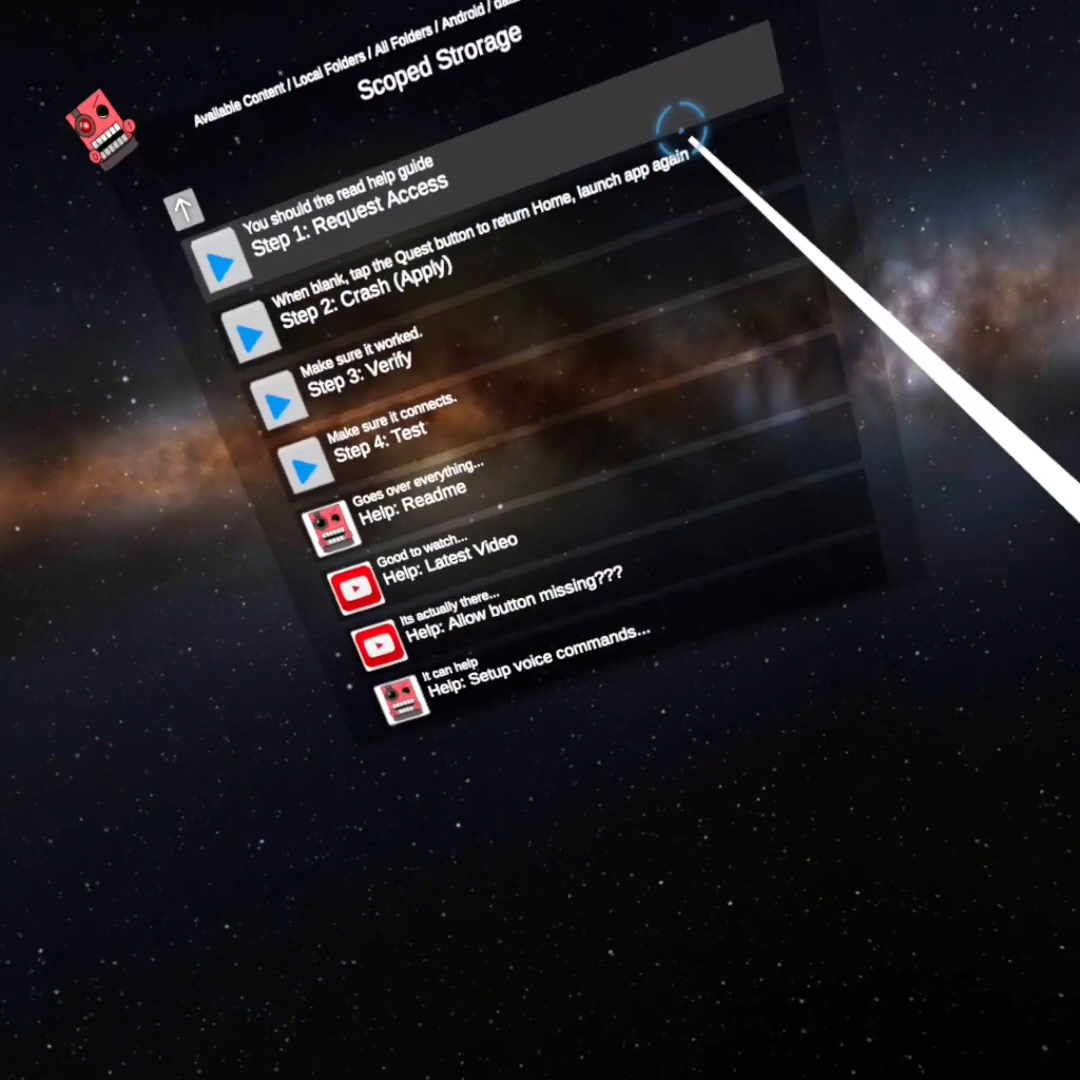 Available Content / Local Folders / All Folders / Android /
Scoped Strorage
You should the read help guide
Step 1: Request Access
When blank, tap the Quest button to return Home, launch app again
Step 2: Crash (Apply)
Make sure it worked.
Step 3: Verify
Make sure it connects.
Step 4: Test
Goes over everything...
Help: Readme
Good to watch...
Help: Latest Video
Its actually there...
Help: Allow button missing???
It can help
Help: Setup voice commands...